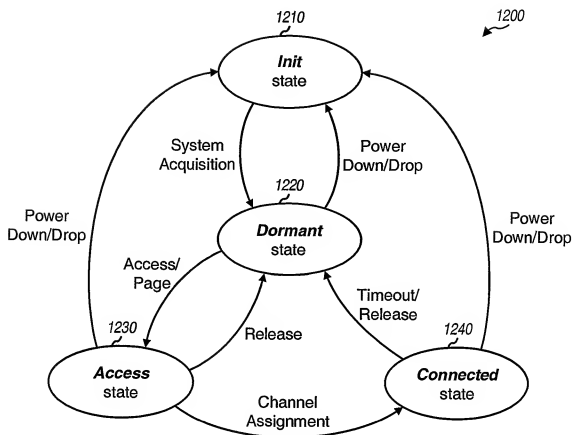 1200
1210
Init
state
System
Acquisition
Power
Down/Drop
1220
Dormant
state
Power
Down/Drop
Power
Down/Drop
Access/
Page
Timeout/
Release
Release
1230
Access
state
1240
Connected
state
Channel
Assignment